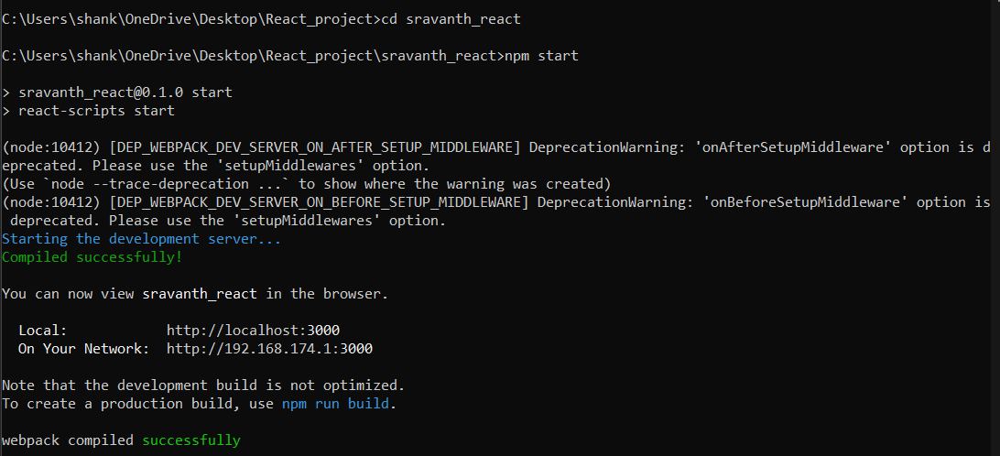 C:\Users\shank\OneDrive\Desktop\React_project>cd sravanth_react
C:\Users\shank\OneDrive\Desktop\React_project\sravanth_react>npm start
> sravanth_react@0.1.0 start
> react-scripts start
(node:10412) [DEP_WEBPACK_DEV_SERVER_ON_AFTER_SETUP_MIDDLEWARE] DeprecationWarning: 'onAfterSetupMiddleware' option is d
eprecated. Please use the 'setupMiddlewares' option.
(Use `node --trace-deprecation ...` to show where the warning was created)
(node:10412) [DEP_WEBPACK_DEV_SERVER_ON_BEFORE_SETUP_MIDDLEWARE] DeprecationWarning: 'onBeforeSetupMiddleware' option is
 deprecated. Please use the 'setupMiddlewares' option.
Starting the development server...
Compiled successfully!
You can now view sravanth_react in the browser.
  Local:            http://localhost:3000
  On Your Network:  http://192.168.174.1:3000
Note that the development build is not optimized.
To create a production build, use npm run build.
webpack compiled successfully